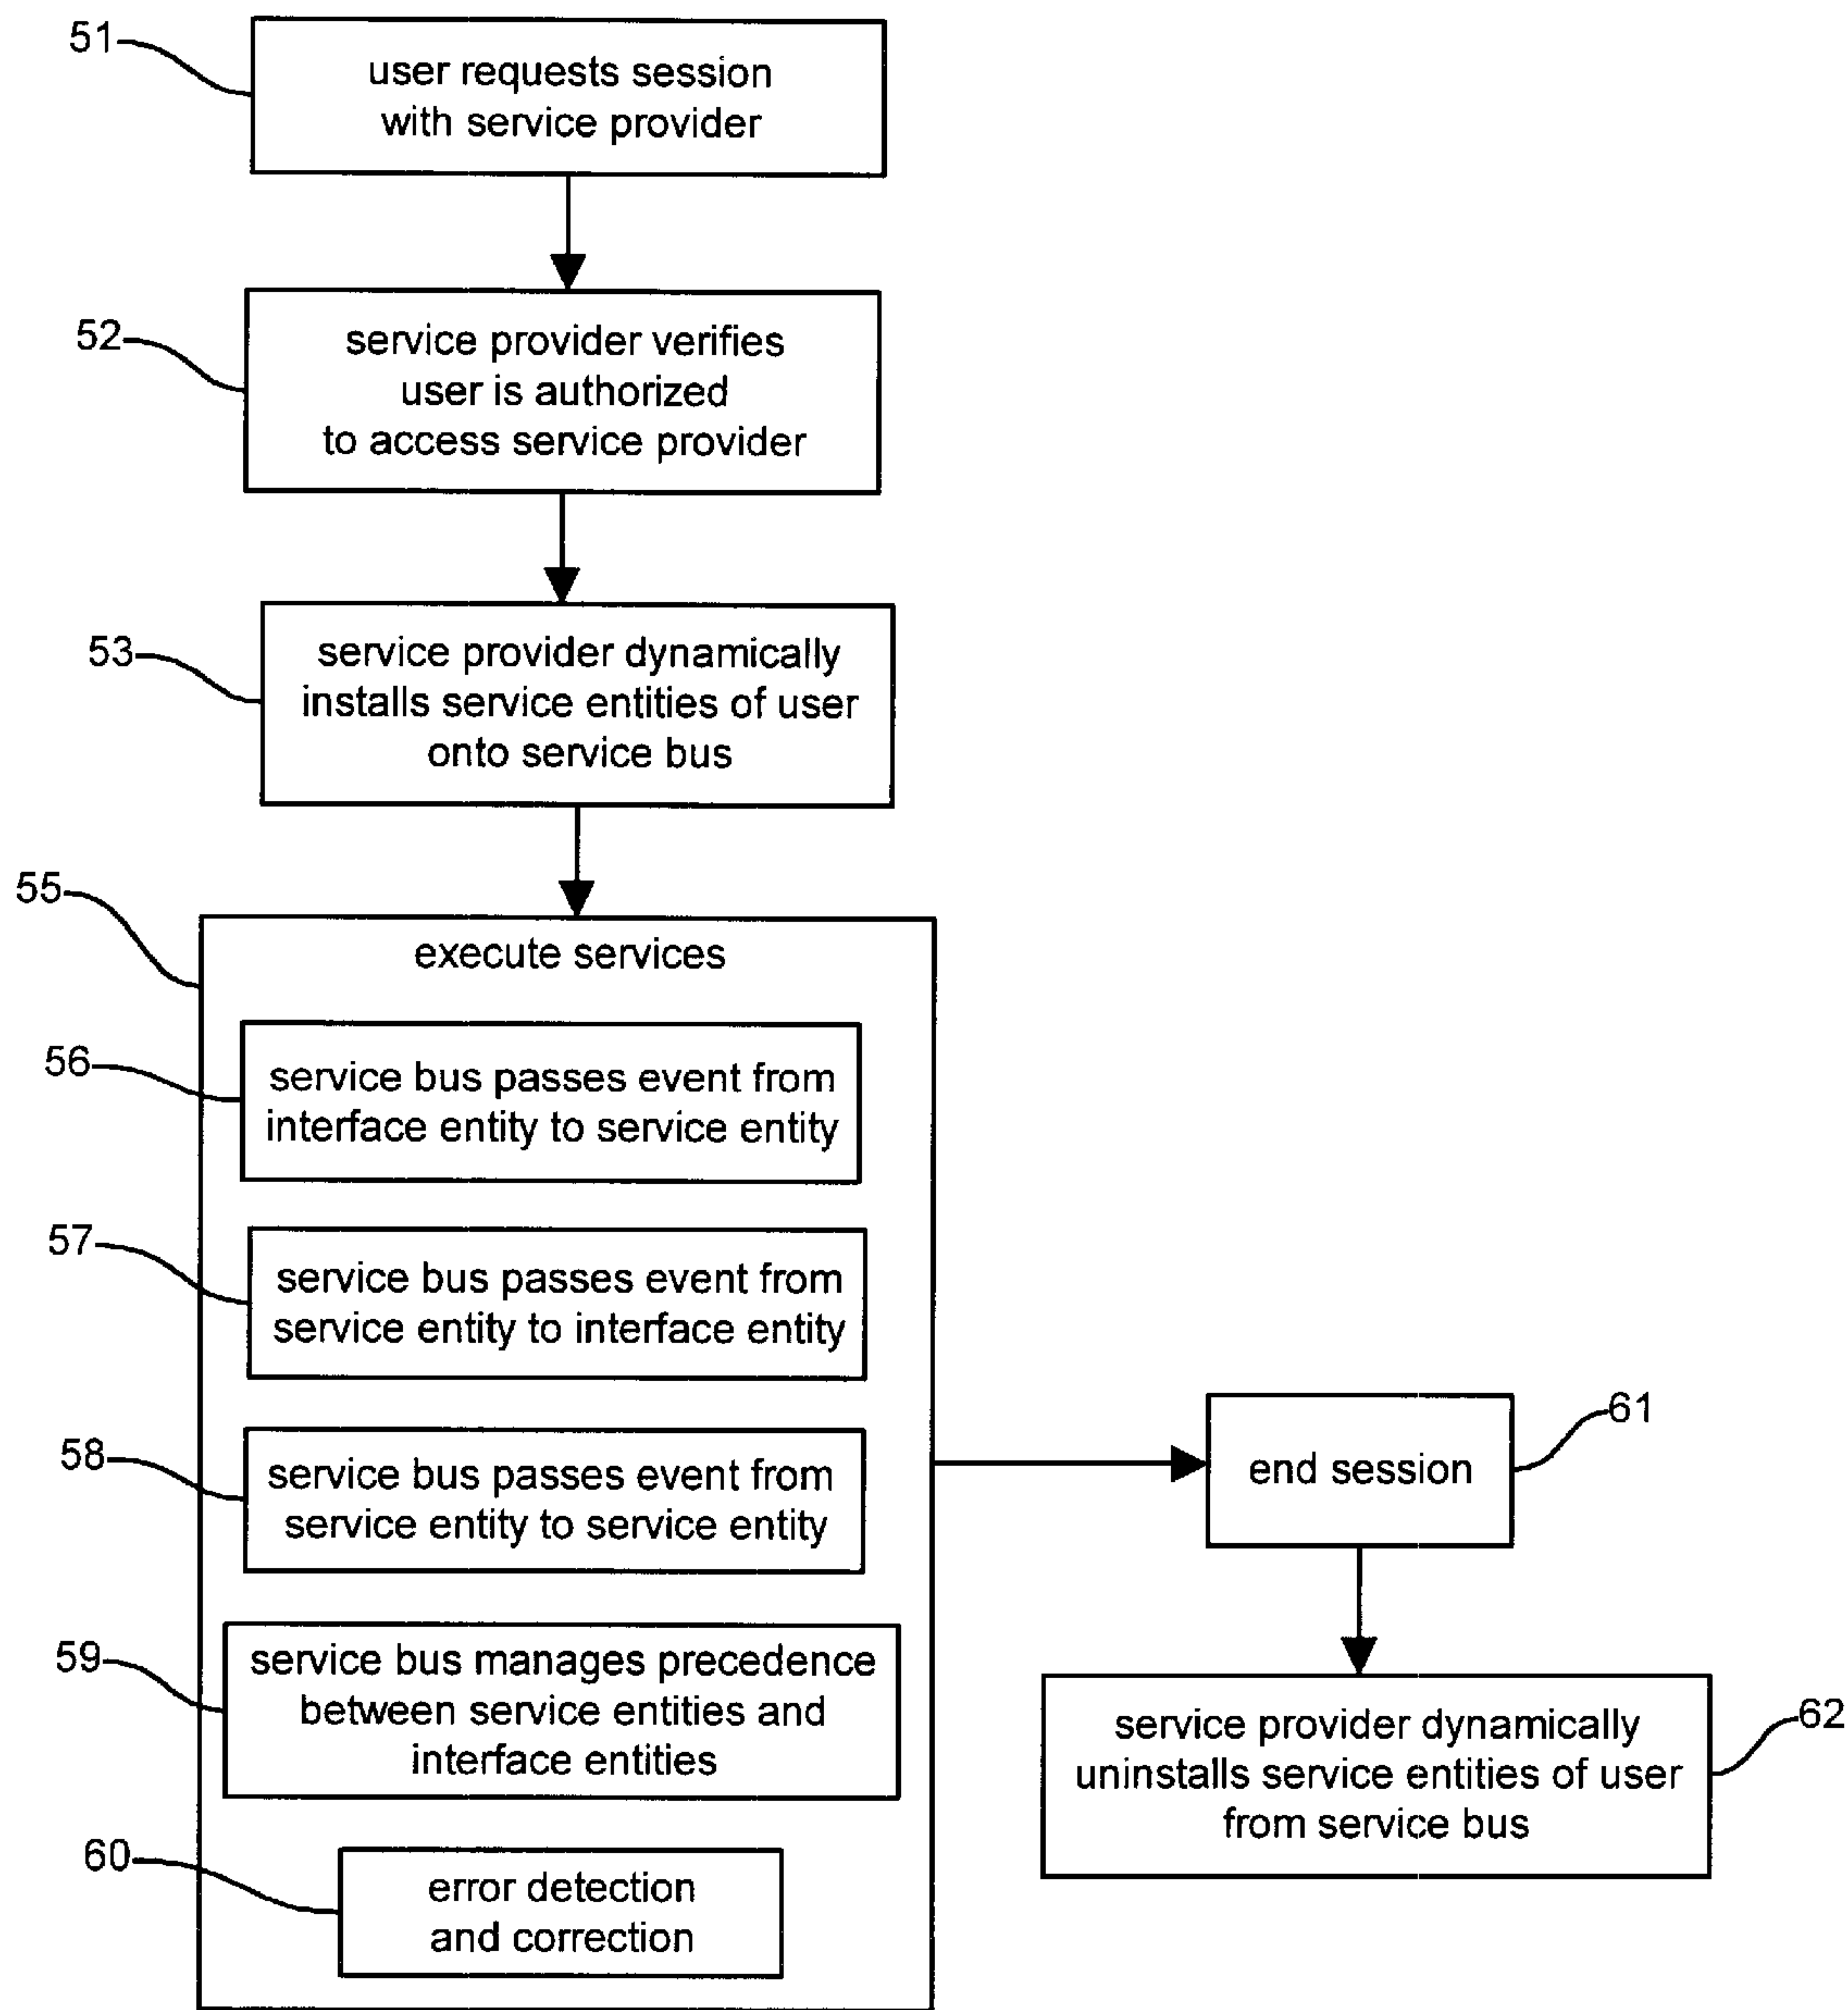 51
user requests session
with service provider
52
service provider verifies
user is authorized
to access service provider
53
service provider dynamically
installs service entities of user
onto service bus
55
execute services
56
service bus passes event from
interface entity to service entity
57
service bus passes event from
service entity to interface entity
58
service bus passes event from
service entity to service entity
59
service bus manages precedence
between service entities and
interface entities
60
error detection
and correction
61
end session
62
service provider dynamically
uninstalls service entities of user
from service bus